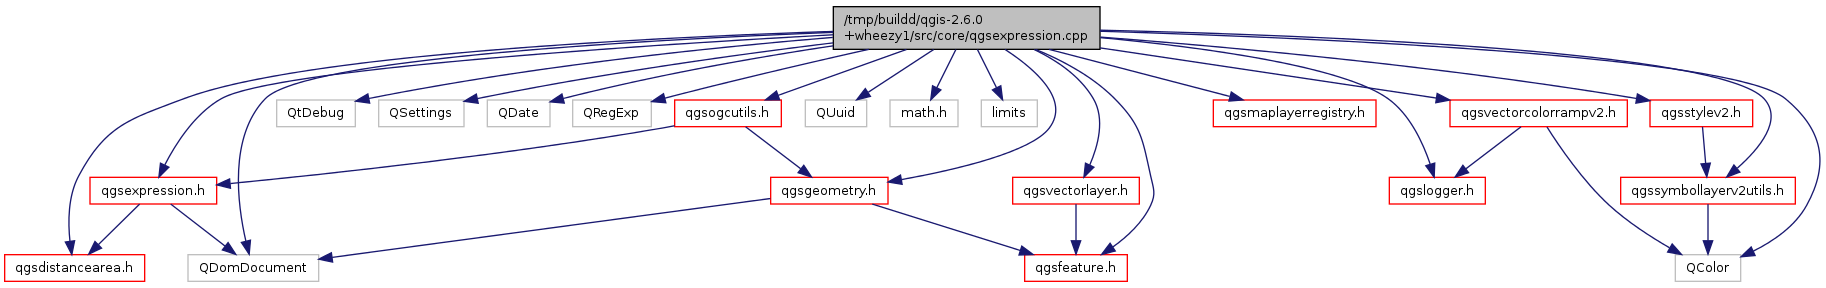 /tmp/buildd/qgis-2.6.0
+wheezy1/src/core/qgsexpression.cpp
QtDebug
QSettings
QDate
QRegExp
qgsogcutils.h
QUuid
math.h
limits
qgsmaplayerregistry.h
qgsvectorcolorrampv2.h
qgsstylev2.h
qgsexpression.h
qgsgeometry.h
qgsvectorlayer.h
qgslogger.h
qgssymbollayerv2utils.h
qgsdistancearea.h
QDomDocument
qgsfeature.h
QColor